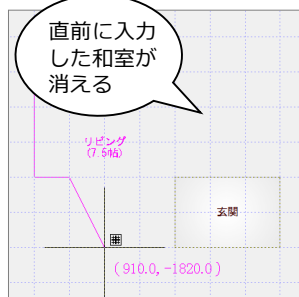 直前に入力
した和室が
消える
リビング
(7.5帖)
玄関
(910.0, -1820.0)